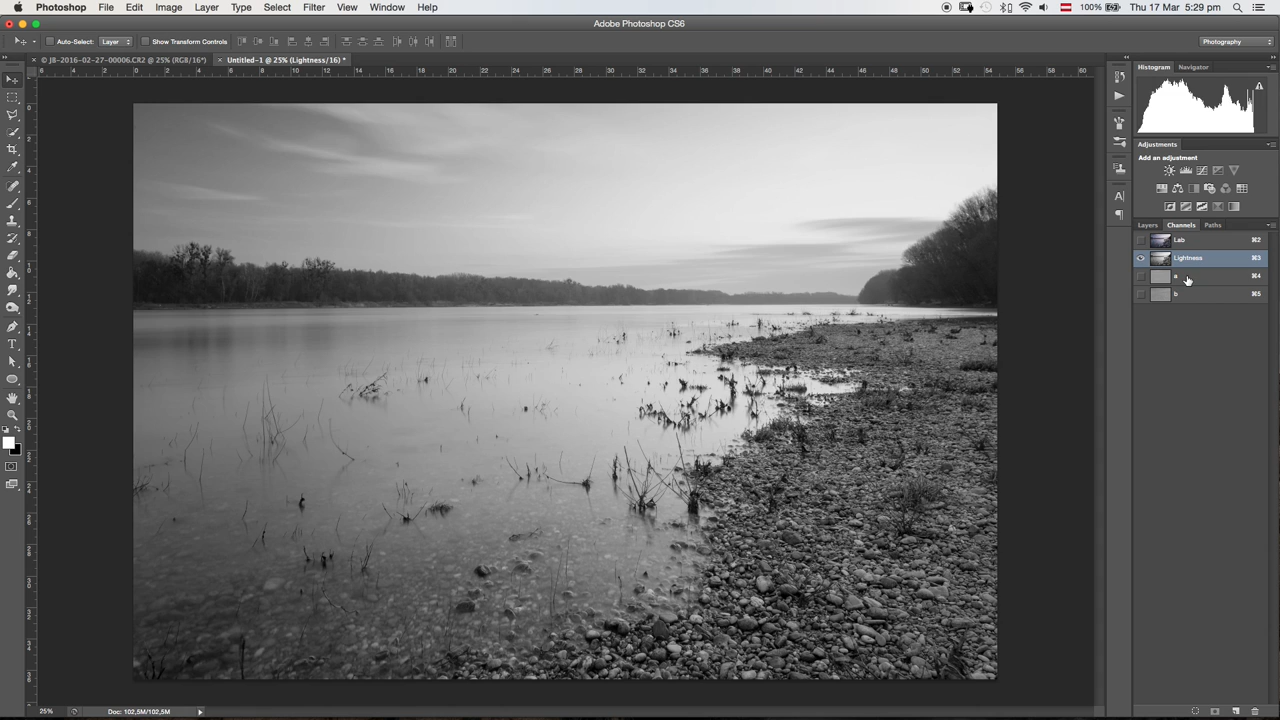 Photoshop File Edit Image Layer Type Select Filter View Window Help 100% Thu 17 Mar 5:29 pm
Adobe Photoshop CS6
Auto-Select: Layer Show Transform Controls Photography
© J8-2016-02-27-00006.CR2 @ 25% (RGB/16*) Untitled-1 @ 25% (Lightness/16) *
Histogram Navigator
Adjustments
Add an adjustment
Layers Channels Paths
Lab ⌘2
Lightness ⌘3
a ⌘4
b ⌘5
25% Doc: 102,5M/102,5M